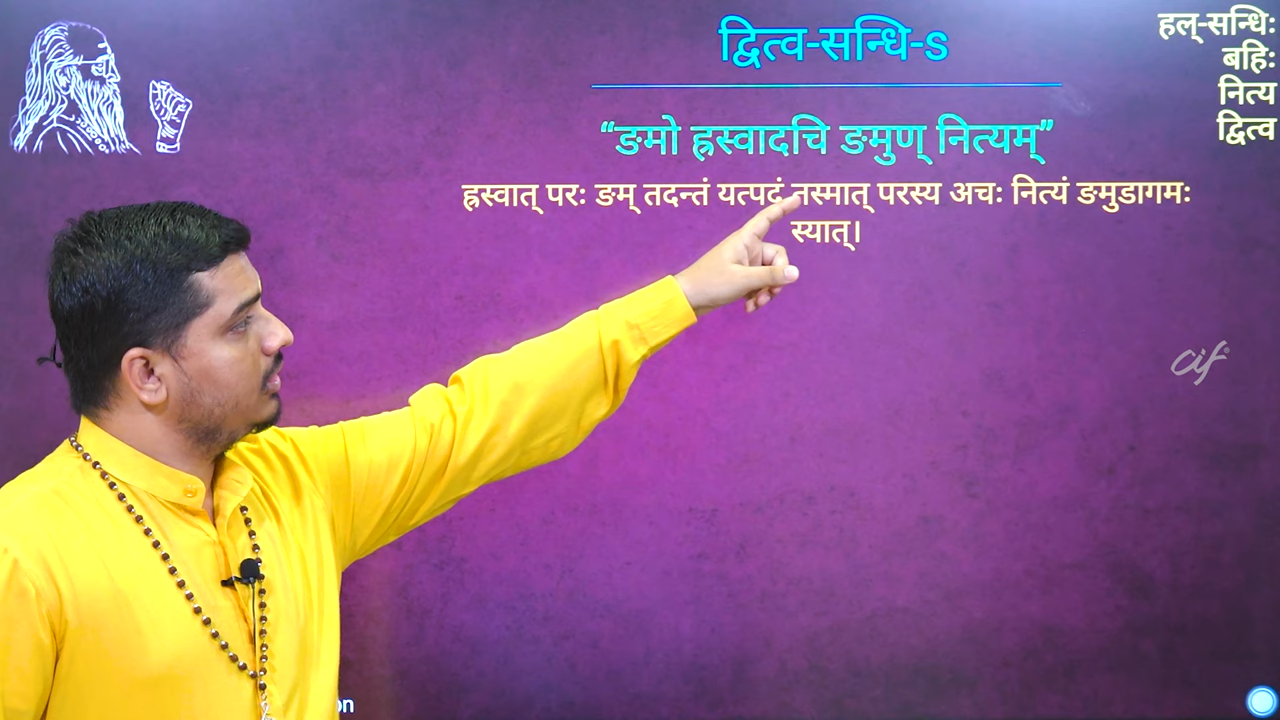 द्वित्व-सन्धि-s
“ङमो ह्रस्वादचि ङमुण् नित्यम्”
ह्रस्वात् परः ङम् तदन्तं यत्पदं तस्मात् परस्य अचः नित्यं ङमुडागमः
स्यात्।
हल्-सन्धिः
बहिः
नित्य
द्वित्व
cif